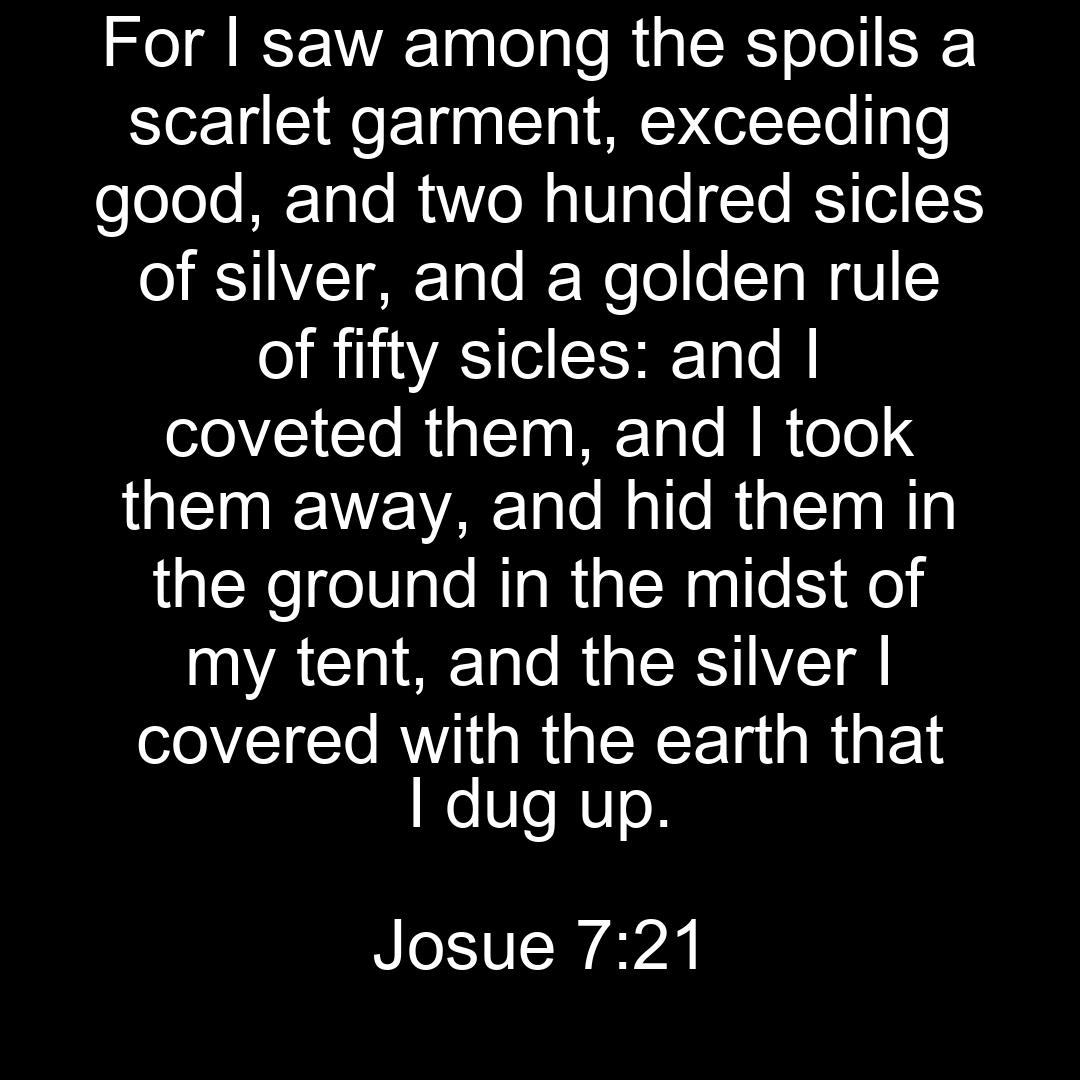 For I saw among the spoils a
scarlet garment, exceeding
good, and two hundred sicles
of silver, and a golden rule
of fifty sicles: and I
coveted them, and I took
them away, and hid them in
the ground in the midst of
my tent, and the silver I
covered with the earth that
I dug up.
Josue 7:21